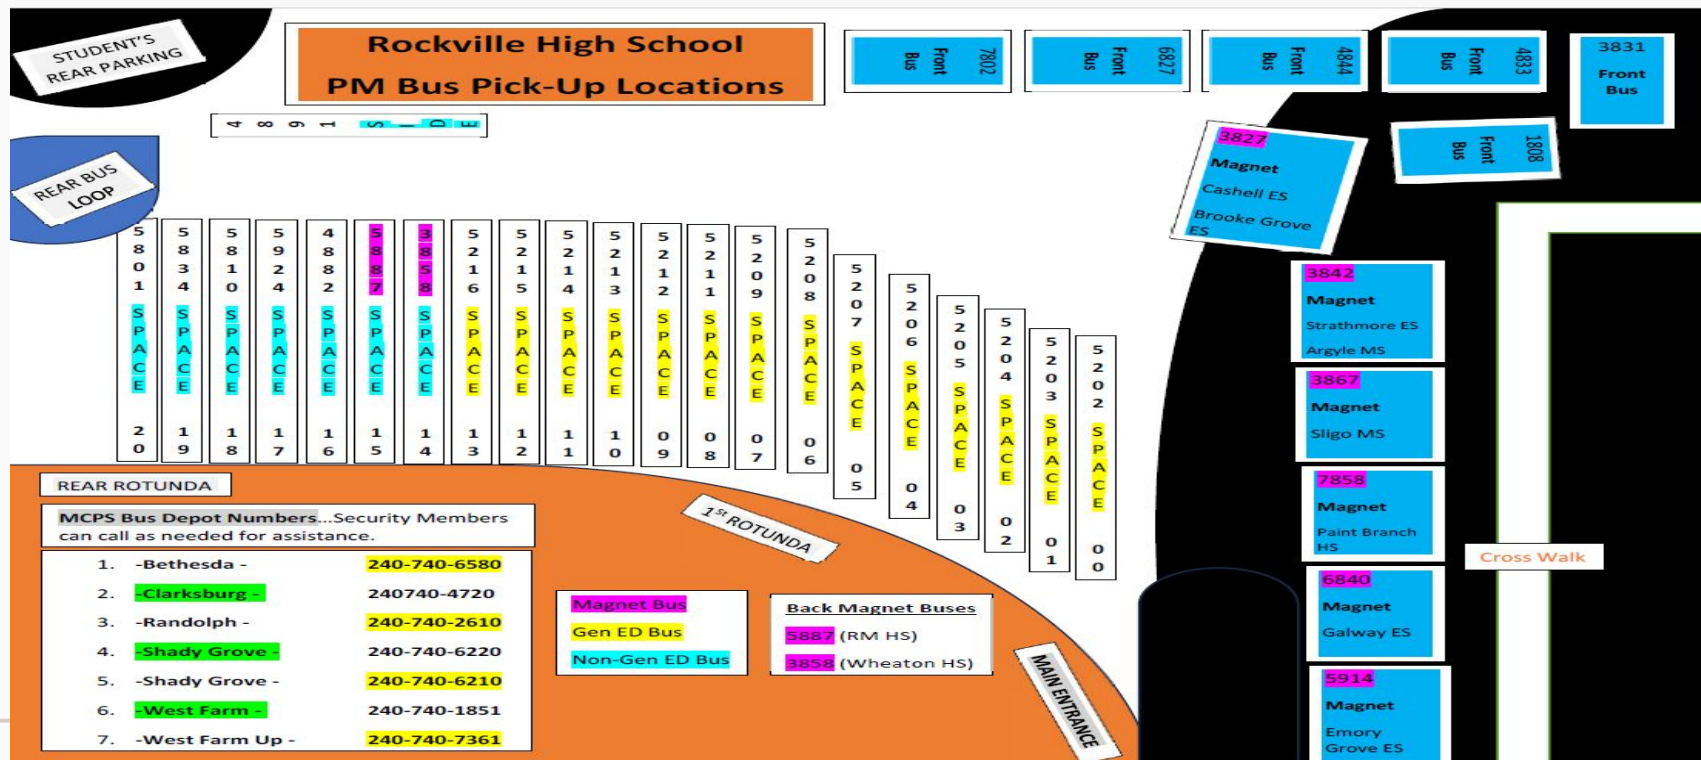 STUDENT'S
REAR PARKING
Rockville High School
PM Bus Pick-Up Locations
7802
Front
Bus
6827
Front
Bus
4844
Front
Bus
4833
Front
Bus
3831
Front
Bus
4891 SIDE
3827
Magnet
Cashell ES
Brooke Grove
ES
1808
Front
Bus
REAR BUS
LOOP
5801 SPACE 20
5834 SPACE 19
5810 SPACE 18
5924 SPACE 17
4882 SPACE 16
5887 SPACE 15
3858 SPACE 14
5216 SPACE 13
5215 SPACE 12
5214 SPACE 11
5213 SPACE 10
5212 SPACE 09
5211 SPACE 08
5209 SPACE 07
5208 SPACE 06
5207 SPACE 05
5206 SPACE 04
5205 SPACE 03
5204 SPACE 02
5203 SPACE 01
5202 SPACE 00
3842
Magnet
Strathmore ES
Argyle MS
3867
Magnet
Sligo MS
7858
Magnet
Paint Branch
HS
6840
Magnet
Galway ES
5914
Magnet
Emory
Grove ES
Cross Walk
REAR ROTUNDA
1St ROTUNDA
MCPS Bus Depot Numbers...Security Members
can call as needed for assistance.
1. -Bethesda - 240-740-6580
2. -Clarksburg - 240740-4720
3. -Randolph - 240-740-2610
4. -Shady Grove - 240-740-6220
5. -Shady Grove - 240-740-6210
6. -West Farm - 240-740-1851
7. -West Farm Up - 240-740-7361
Magnet Bus
Gen ED Bus
Non-Gen ED Bus
Back Magnet Buses
5887 (RM HS)
3858 (Wheaton HS)
MAIN ENTRANCE